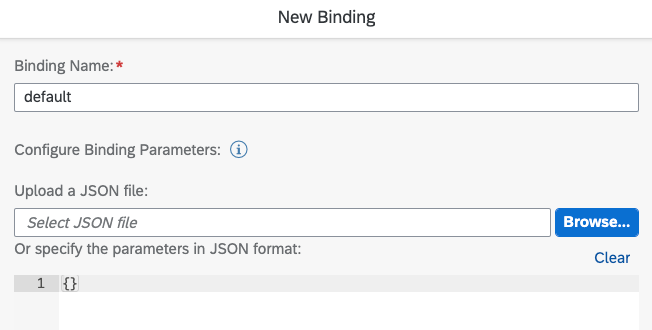 New Binding
Binding Name:*
default
Configure Binding Parameters:
Upload a JSON file:
Select JSON file
Browse...
Or specify the parameters in JSON format:
Clear
1 {}